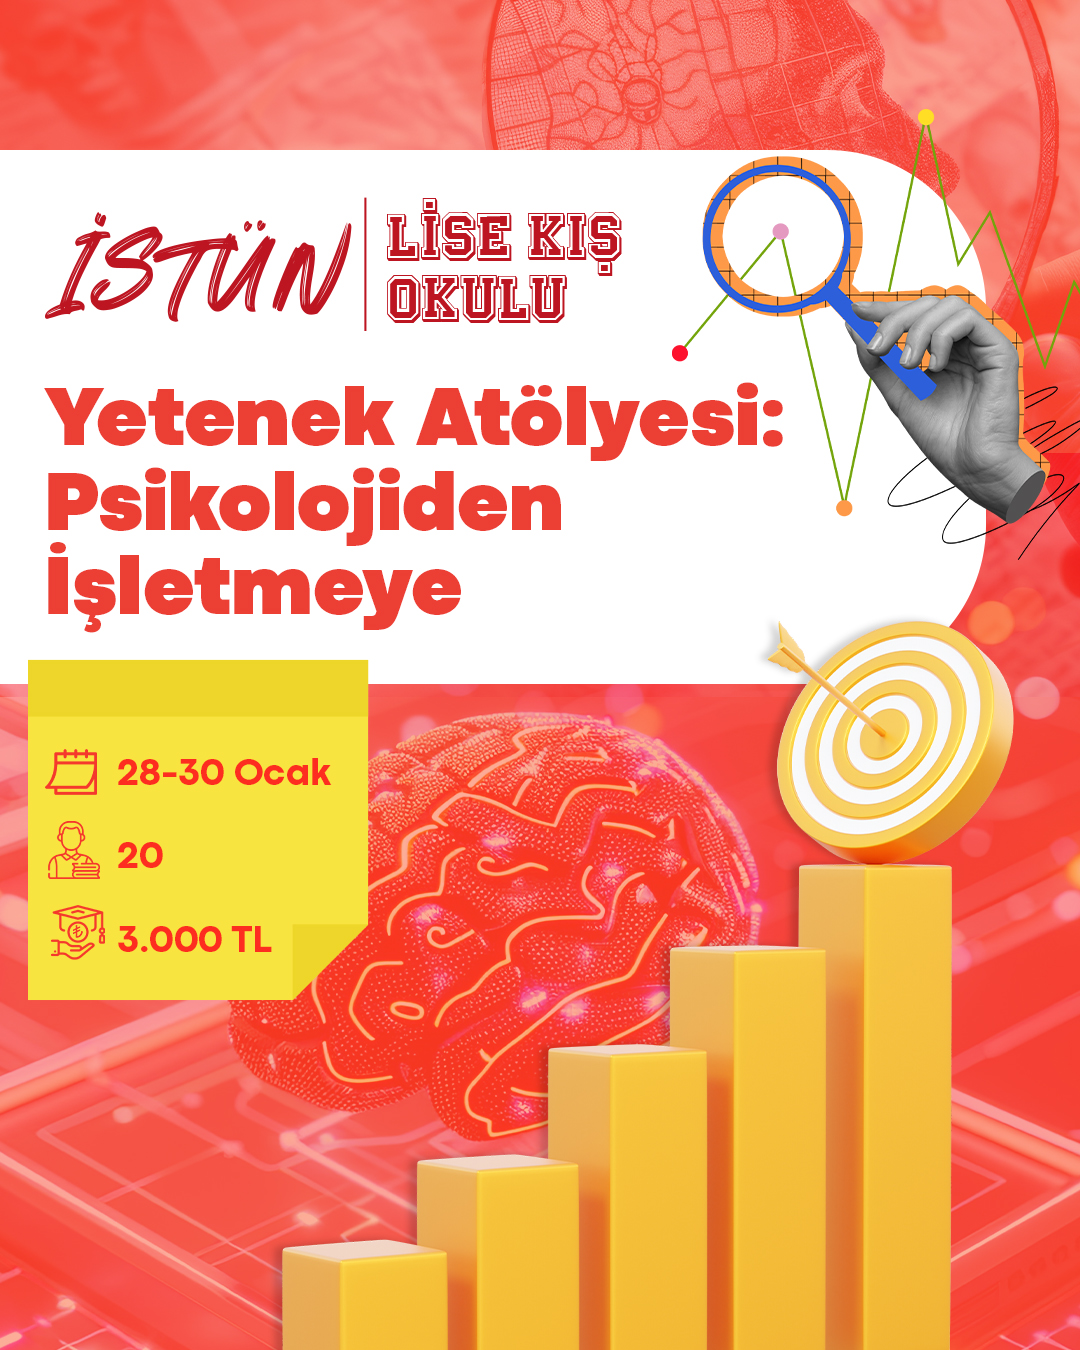 İSTÜN
LİSE KIŞ
OKULU
Yetenek Atölyesi:
Psikolojiden
İşletmeye
28-30 Ocak
20
₺
3.000 TL